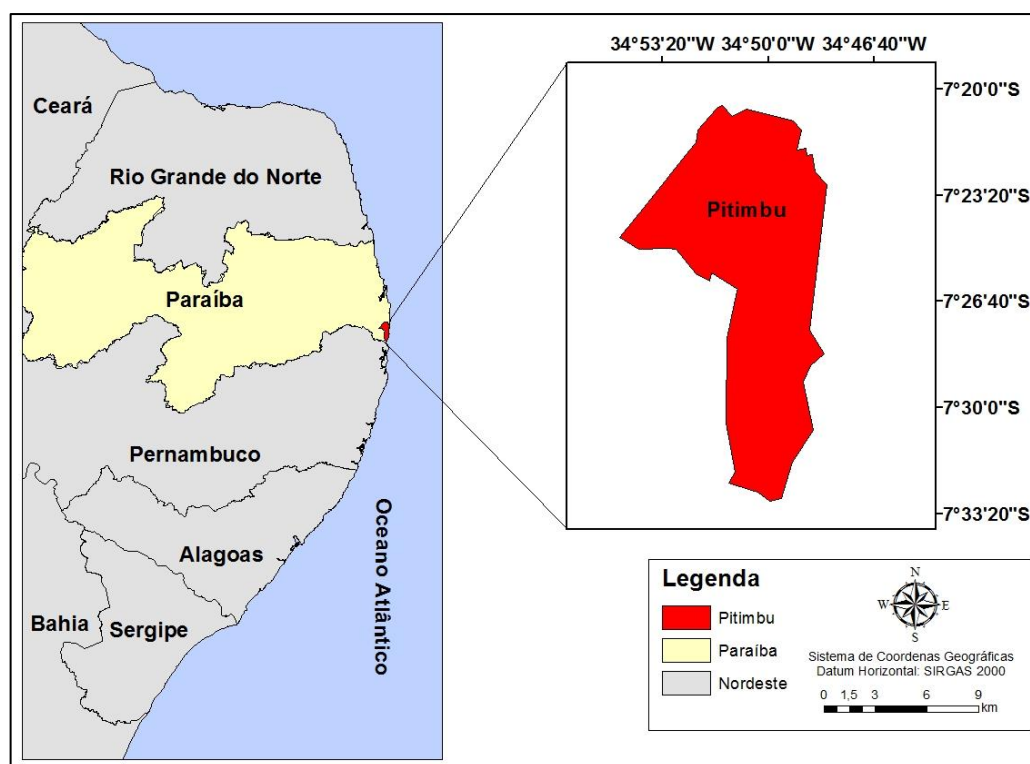 Ceará
Rio Grande do Norte
Paraíba
Pernambuco
Alagoas
Bahia
Sergipe
Oceano Atlântico
34°53'20"W 34°50'0"W 34°46'40"W
7°20'0"S
7°23'20"S
7°26'40"S
7°30'0"S
7°33'20"S
Pitimbu
Legenda
Pitimbu
Paraíba
Nordeste
N
W E
S
Sistema de Coordenas Geográficas
Datum Horizontal: SIRGAS 2000
0 1,5 3 6 9
km